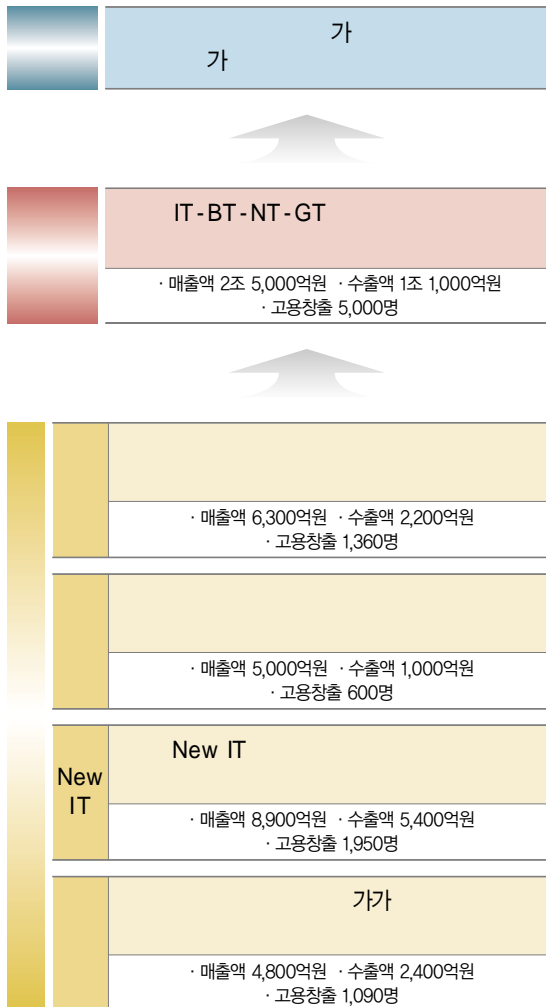 가
가
IT-BT-NT-GT
· 매출액 2조 5,000억원 · 수출액 1조 1,000억원
· 고용창출 5,000명
· 매출액 6,300억원 · 수출액 2,200억원
· 고용창출 1,360명
· 매출액 5,000억원 · 수출액 1,000억원
· 고용창출 600명
New IT
New
IT
· 매출액 8,900억원 · 수출액 5,400억원
· 고용창출 1,950명
가가
· 매출액 4,800억원 · 수출액 2,400억원
· 고용창출 1,090명